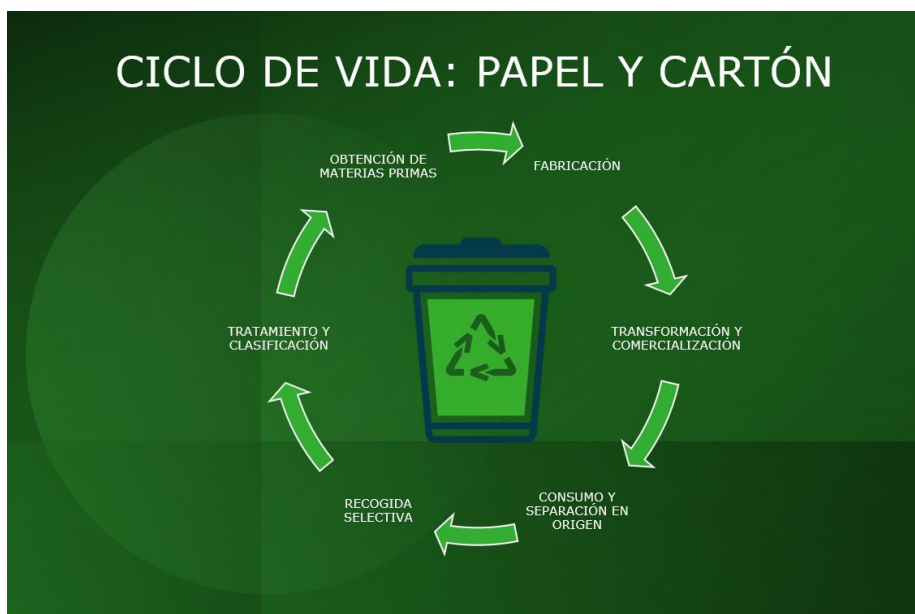 CICLO DE VIDA: PAPEL Y CARTÓN
OBTENCIÓN DE
MATERIAS PRIMAS
FABRICACIÓN
TRANSFORMACIÓN Y
COMERCIALIZACIÓN
CONSUMO Y
SEPARACIÓN EN
ORIGEN
RECOGIDA
SELECTIVA
TRATAMIENTO Y
CLASIFICACIÓN